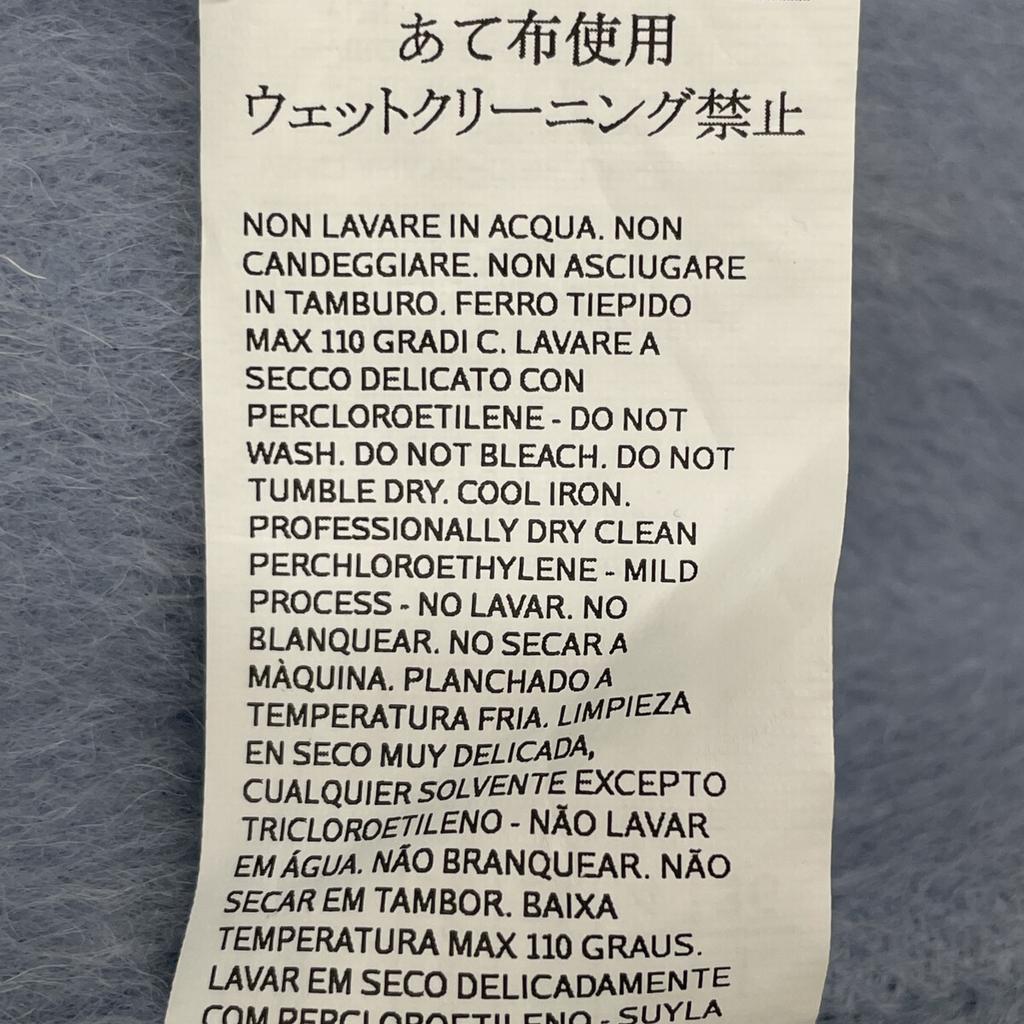 あて布使用
ウェットクリーニング禁止
NON LAVARE IN ACQUA. NON
CANDEGGIARE. NON ASCIUGARE
IN TAMBURO. FERRO TIEPIDO
MAX 110 GRADI C. LAVARE A
SECCO DELICATO CON
PERCLOROETILENE - DO NOT
WASH. DO NOT BLEACH. DO NOT
TUMBLE DRY. COOL IRON.
PROFESSIONALLY DRY CLEAN
PERCHLOROETHYLENE - MILD
PROCESS - NO LAVAR. NO
BLANQUEAR. NO SECAR A
MÀQUINA. PLANCHADO A
TEMPERATURA FRIA. LIMPIEZA
EN SECO MUY DELICADA,
CUALQUIER SOLVENTE EXCEPTO
TRICLOROETILENO - NÃO LAVAR
EM ÁGUA. NÃO BRANQUEAR. NÃO
SECAR EM TAMBOR. BAIXA
TEMPERATURA MAX 110 GRAUS.
LAVAR EM SECO DELICADAMENTE
COM PERCLOROETILENO - SUYLA